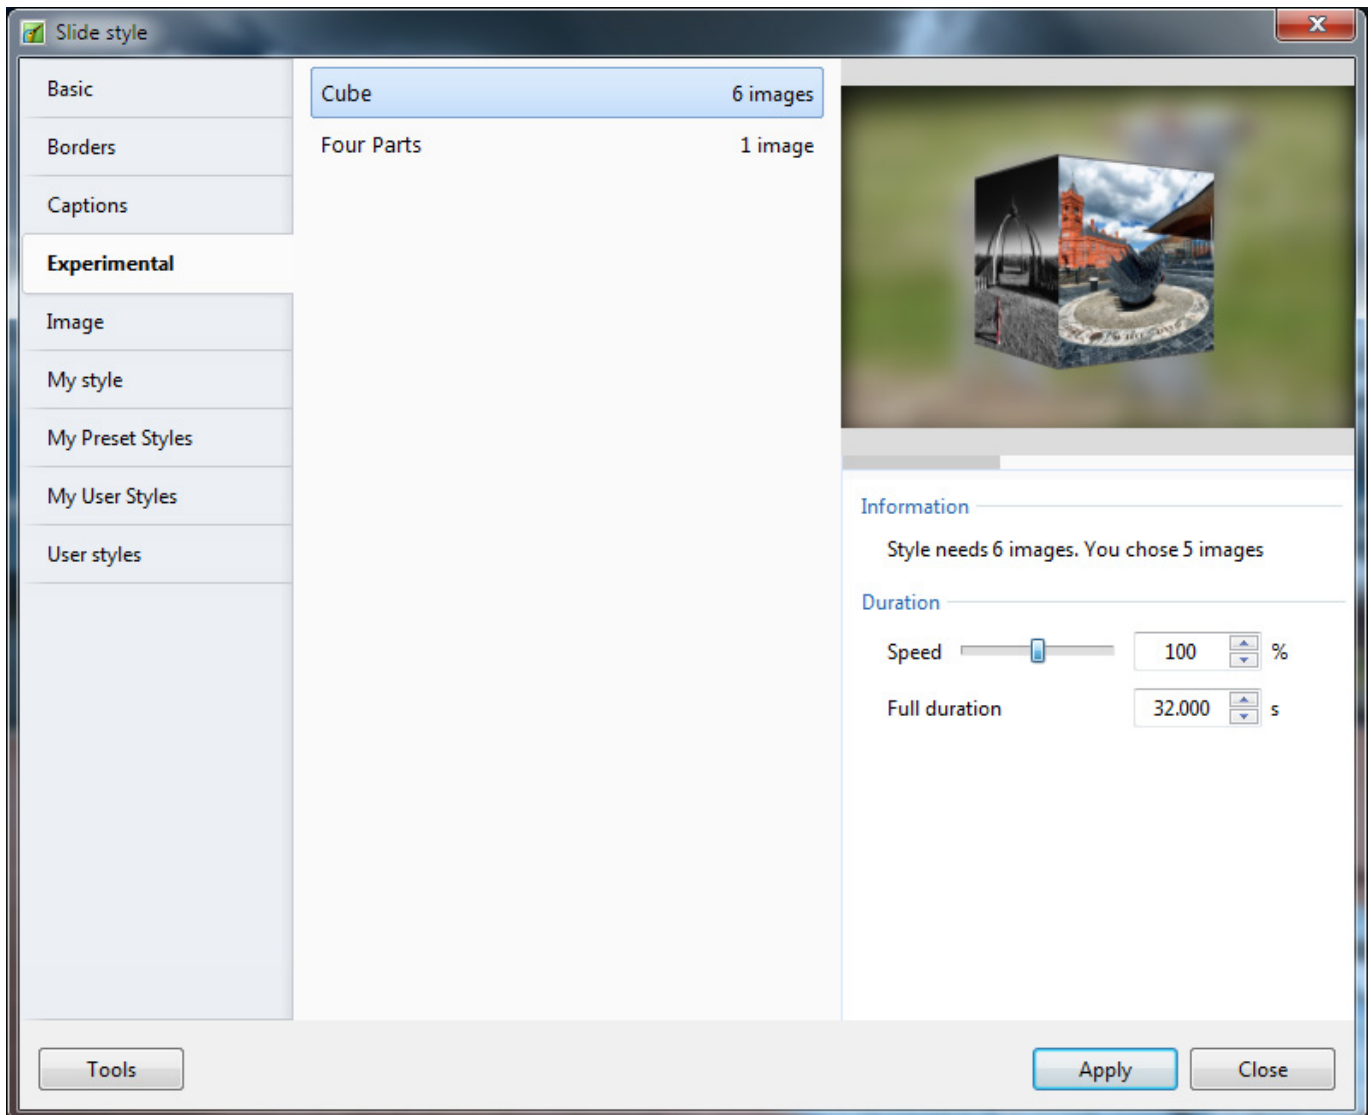 Slide style
Basic
Borders
Captions
Experimental
Image
My style
My Preset Styles
My User Styles
User styles
Cube 6 images
Four Parts 1 image
Information
Style needs 6 images. You chose 5 images
Duration
Speed 100 %
Full duration 32.000 s
Tools
Apply
Close